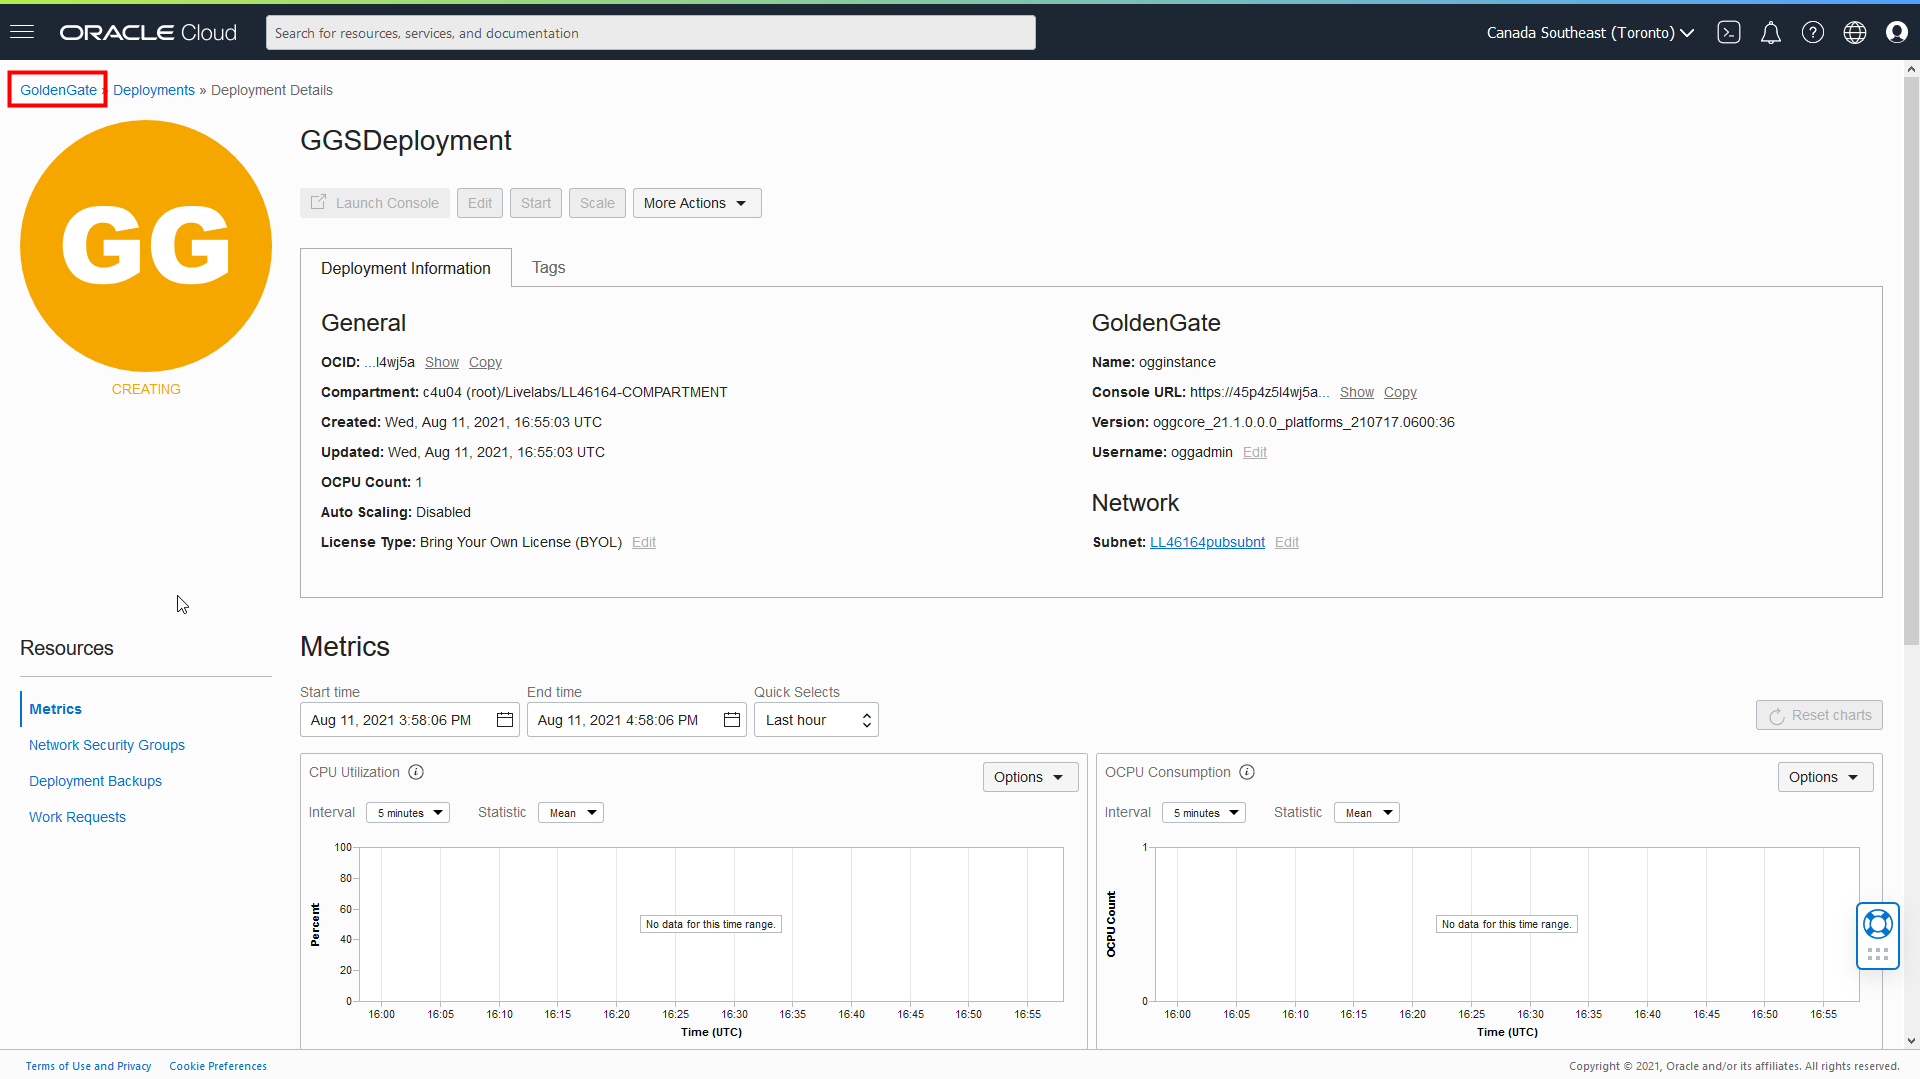 ORACLE Cloud
Search for resources, services, and documentation
Canada Southeast (Toronto)
GoldenGate » Deployments » Deployment Details
GG
CREATING
GGSDeployment
Launch Console
Edit
Start
Scale
More Actions
Deployment Information
Tags
General
OCID: ...l4wj5a Show Copy
Compartment: c4u04 (root)/Livelabs/LL46164-COMPARTMENT
Created: Wed, Aug 11, 2021, 16:55:03 UTC
Updated: Wed, Aug 11, 2021, 16:55:03 UTC
OCPU Count: 1
Auto Scaling: Disabled
License Type: Bring Your Own License (BYOL) Edit
GoldenGate
Name: ogginstance
Console URL: https://45p4z5l4wj5a... Show Copy
Version: oggcore_21.1.0.0.0_platforms_210717.0600:36
Username: oggadmin Edit
Network
Subnet: LL46164pubsubnt Edit
Resources
Metrics
Network Security Groups
Deployment Backups
Work Requests
Metrics
Start time
Aug 11, 2021 3:58:06 PM
End time
Aug 11, 2021 4:58:06 PM
Quick Selects
Last hour
Reset charts
CPU Utilization
Options
Interval 5 minutes Statistic Mean
100
80
60
40
20
0
Percent
No data for this time range.
16:00 16:05 16:10 16:15 16:20 16:25 16:30 16:35 16:40 16:45 16:50 16:55
Time (UTC)
OCPU Consumption
Options
Interval 5 minutes Statistic Mean
1
0
OCPU Count
No data for this time range.
16:00 16:05 16:10 16:15 16:20 16:25 16:30 16:35 16:40 16:45 16:50 16:55
Time (UTC)
Terms of Use and Privacy Cookie Preferences
Copyright © 2021, Oracle and/or its affiliates. All rights reserved.